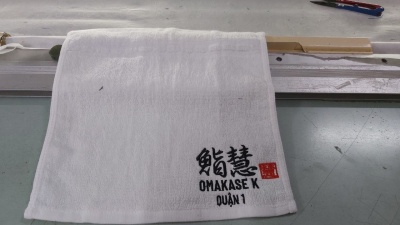 鮨慧
OMAKASE K
QUẬN 1